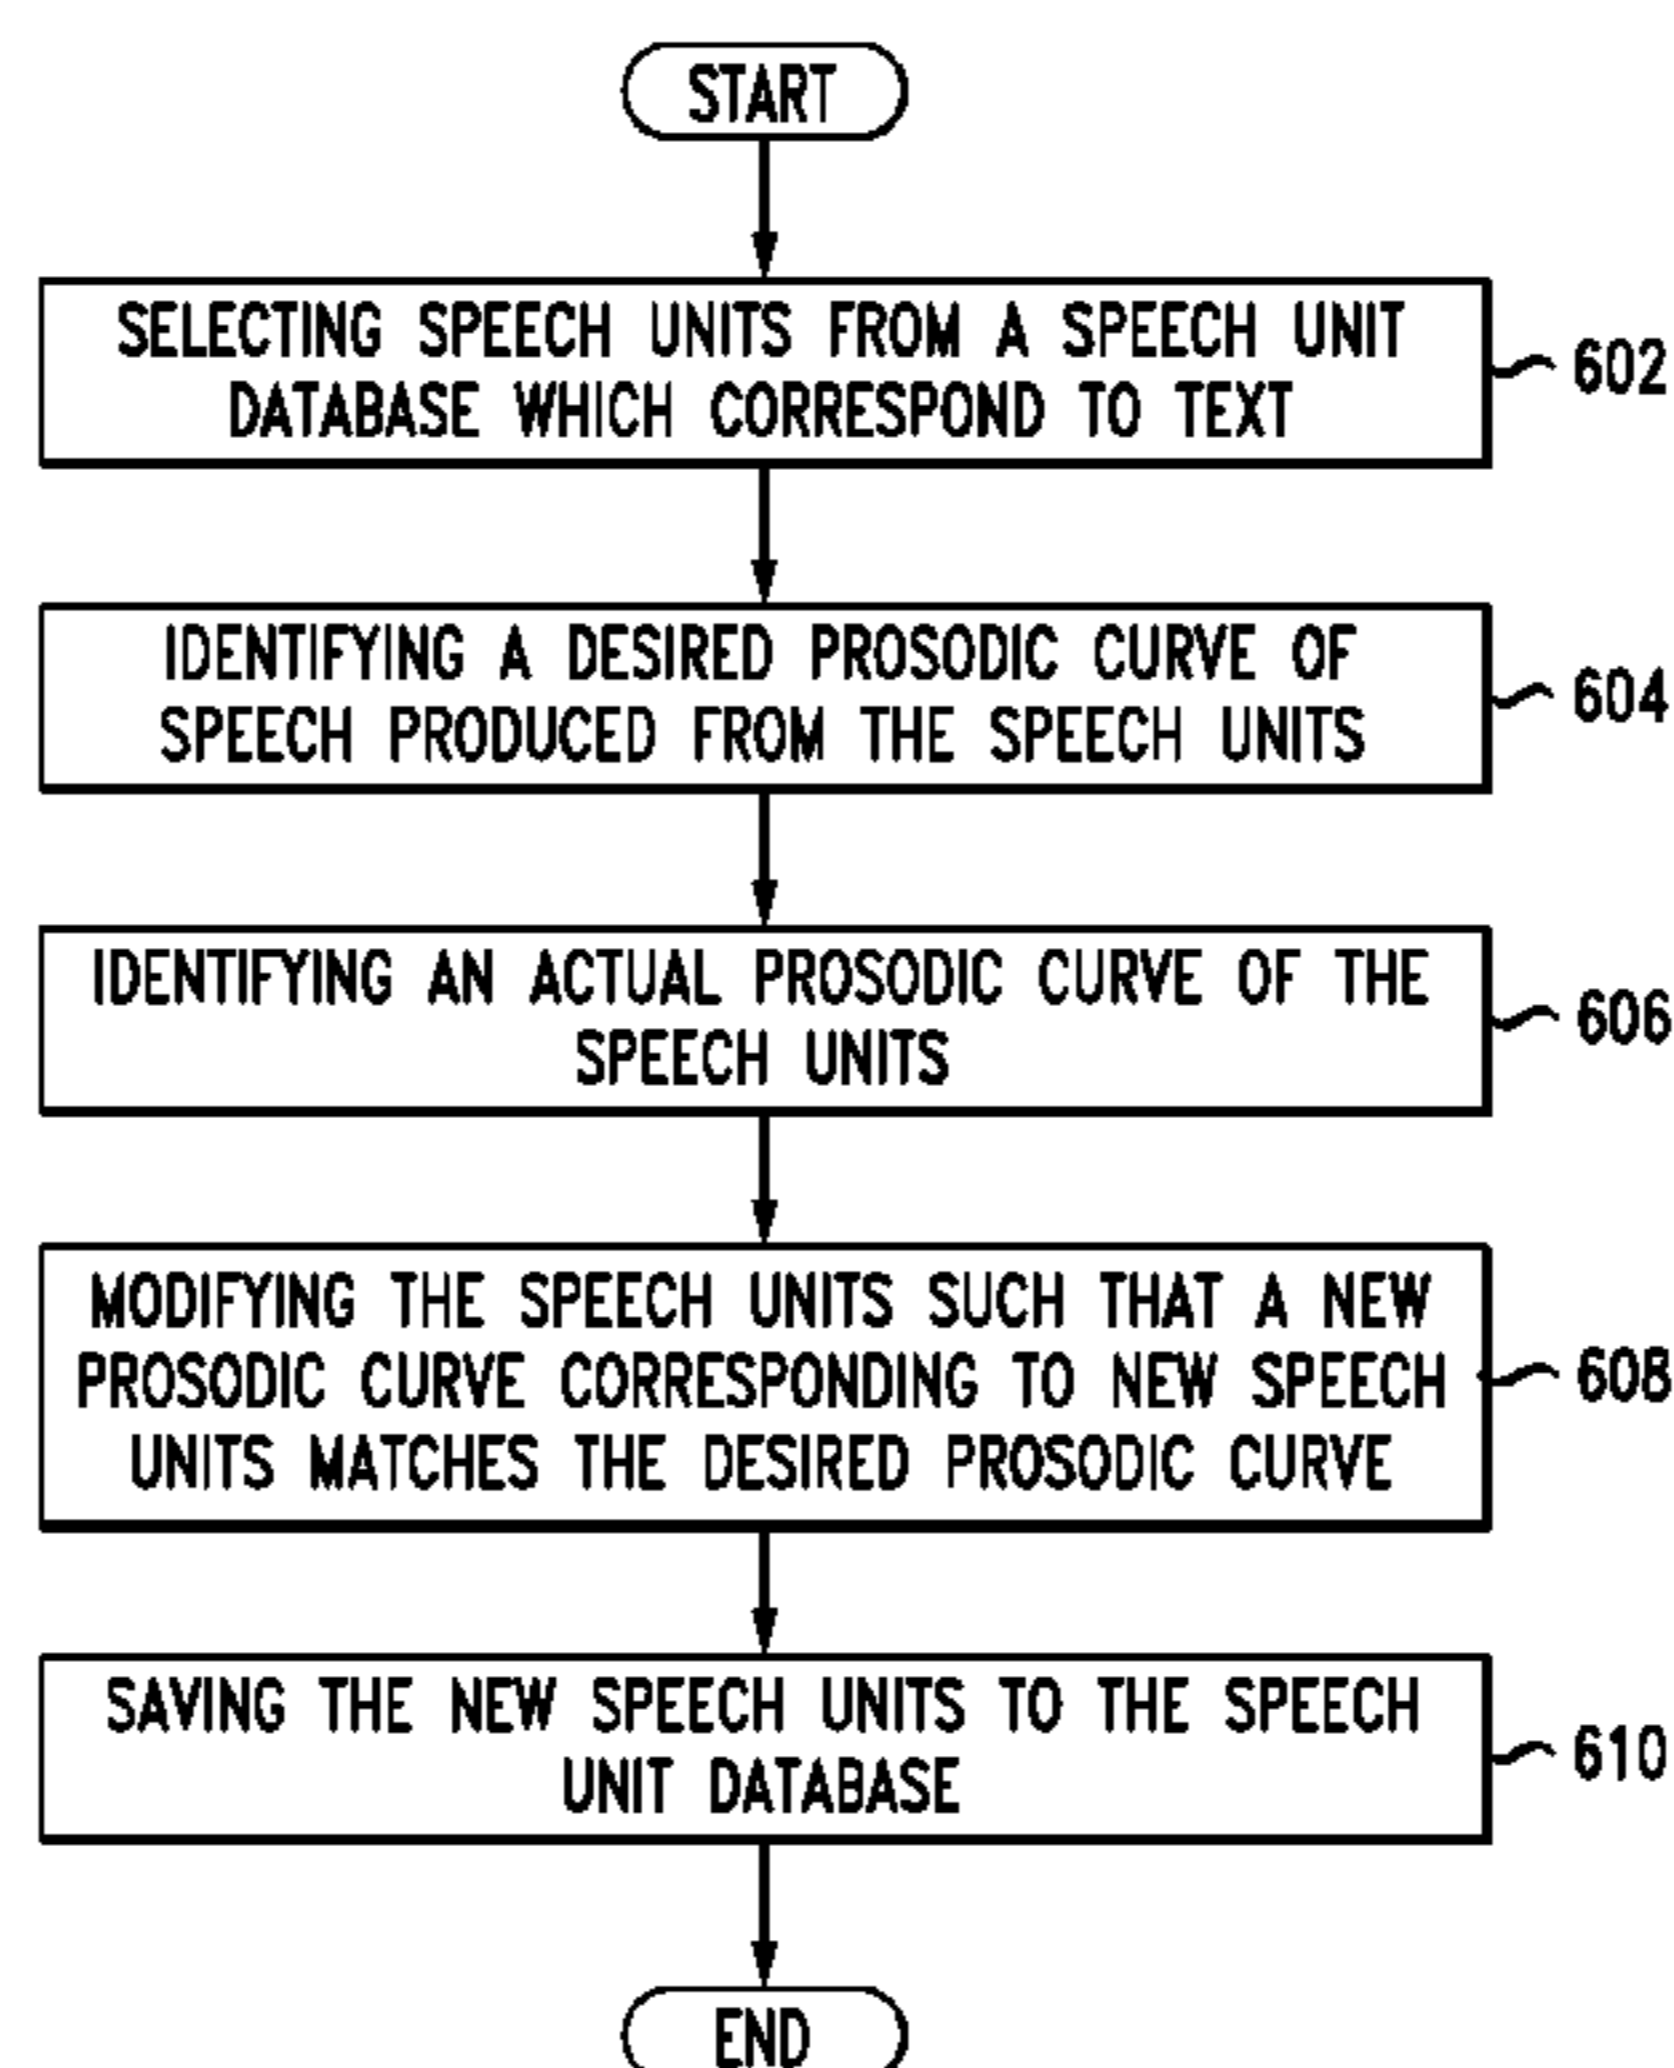 START
SELECTING SPEECH UNITS FROM A SPEECH UNIT
DATABASE WHICH CORRESPOND TO TEXT
602
IDENTIFYING A DESIRED PROSODIC CURVE OF
SPEECH PRODUCED FROM THE SPEECH UNITS
604
IDENTIFYING AN ACTUAL PROSODIC CURVE OF THE
SPEECH UNITS
606
MODIFYING THE SPEECH UNITS SUCH THAT A NEW
PROSODIC CURVE CORRESPONDING TO NEW SPEECH
UNITS MATCHES THE DESIRED PROSODIC CURVE
608
SAVING THE NEW SPEECH UNITS TO THE SPEECH
UNIT DATABASE
610
END